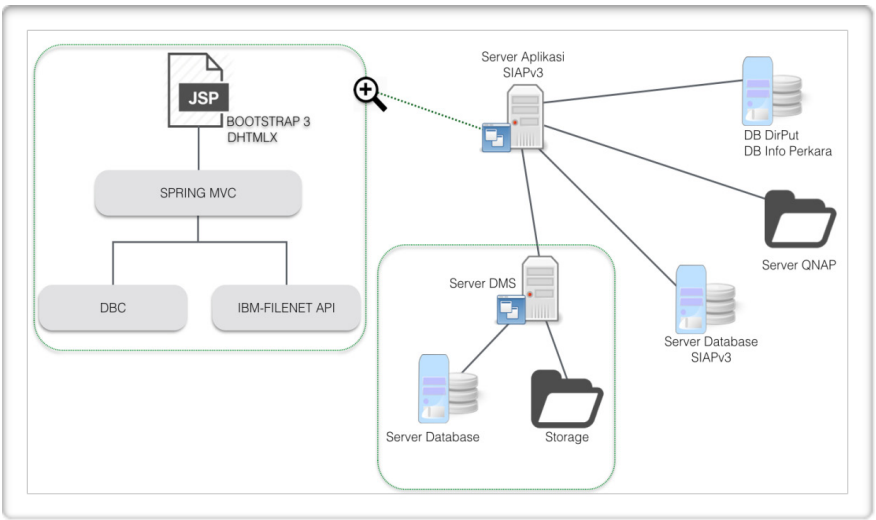 JSP
BOOTSTRAP 3
DHTMLX
SPRING MVC
DBC
IBM-FILENET API
Server Aplikasi
SIAPv3
DB DirPut
DB Info Perkara
Server QNAP
Server Database
SIAPv3
Server DMS
Server Database
Storage